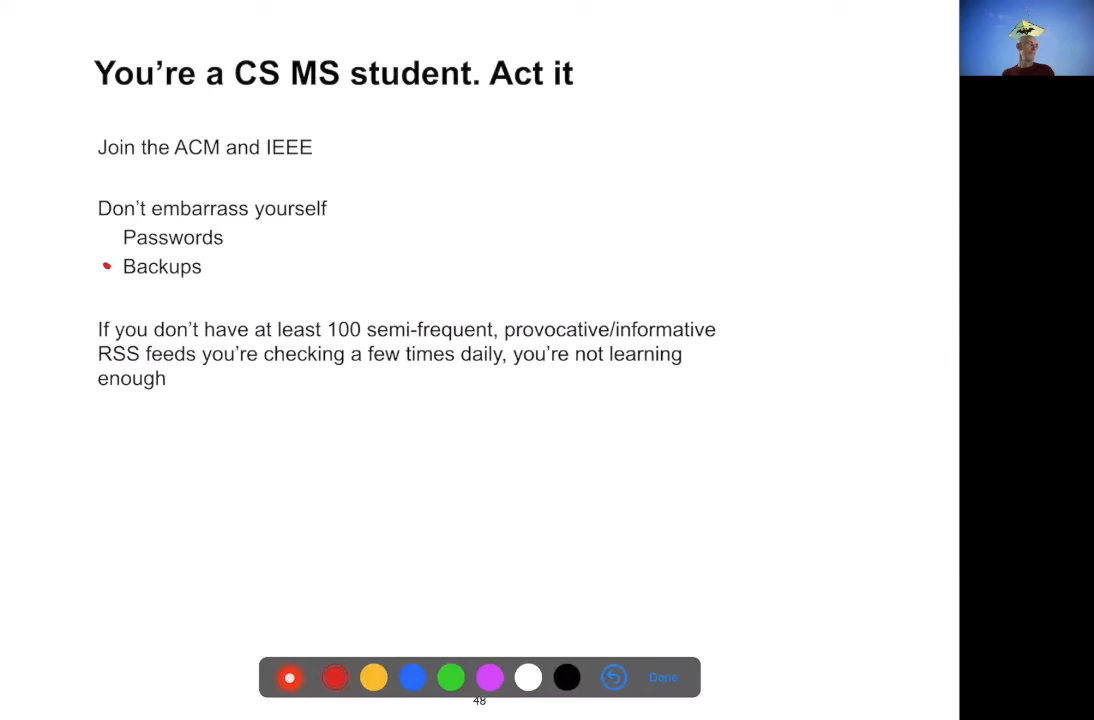 You’re a CS MS student. Act it
Join the ACM and IEEE
Don’t embarrass yourself
Passwords
Backups
If you don’t have at least 100 semi-frequent, provocative/informative
RSS feeds you’re checking a few times daily, you’re not learning
enough
Done
48